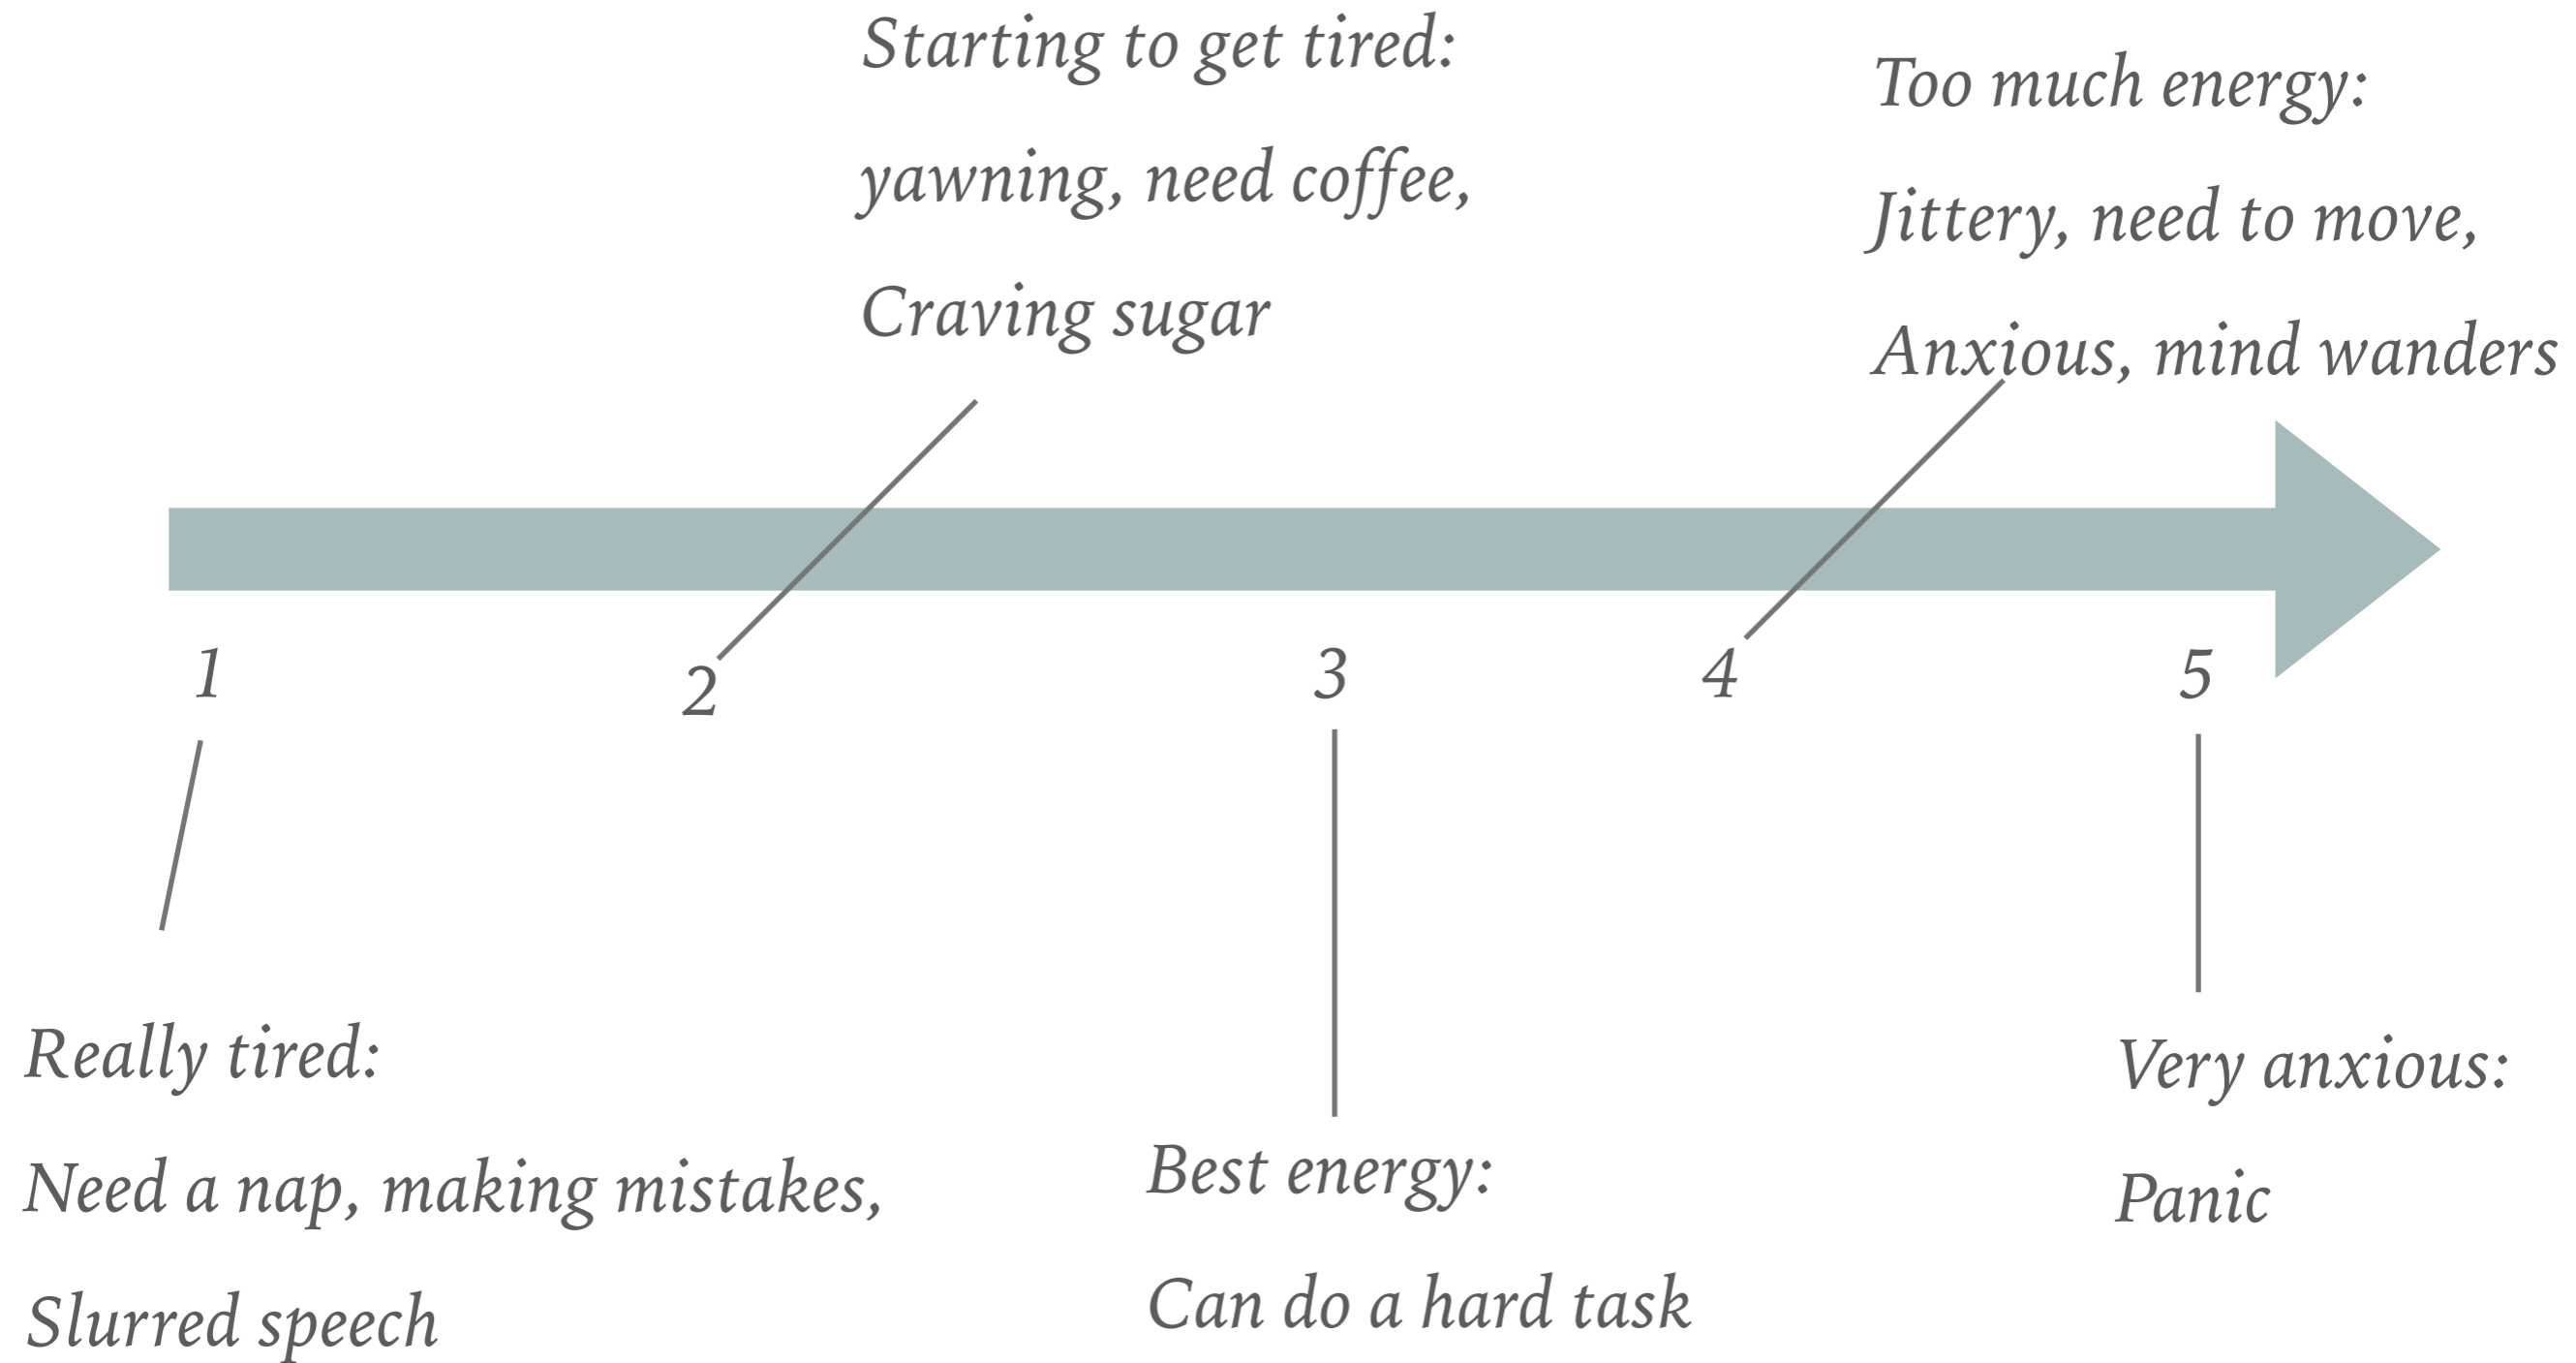 Starting to get tired:
yawning, need coffee,
Craving sugar
Too much energy:
Jittery, need to move,
Anxious, mind wanders
1
2
3
4
5
Really tired:
Need a nap, making mistakes,
Slurred speech
Best energy:
Can do a hard task
Very anxious:
Panic